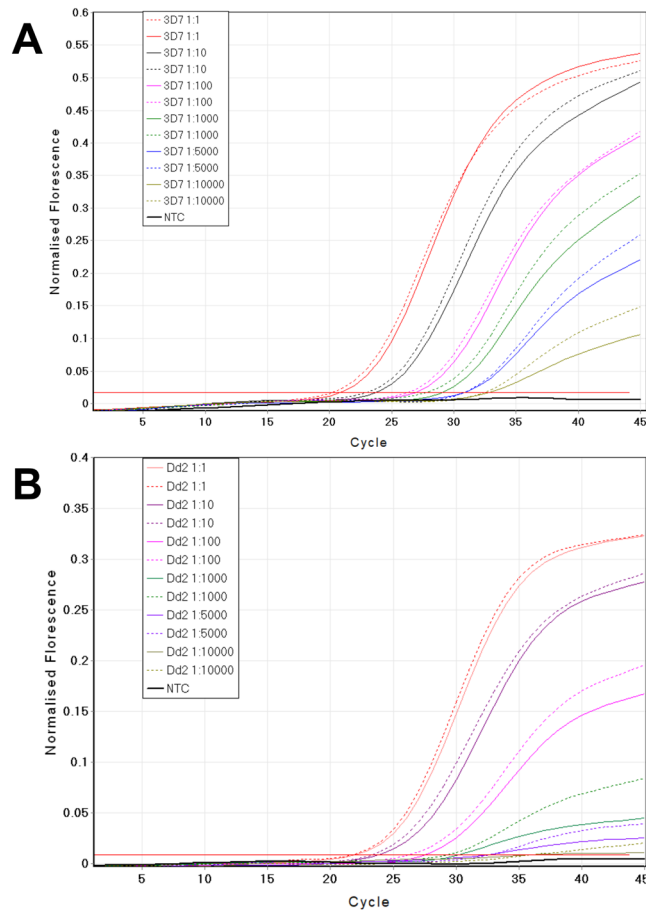 A
0.6
0.55
0.5
0.45
0.4
0.35
0.3
0.25
0.2
0.15
0.1
0.05
0
Normalised Florescence
3D7 1:1
3D7 1:1
3D7 1:10
3D7 1:10
3D7 1:100
3D7 1:100
3D7 1:1000
3D7 1:1000
3D7 1:5000
3D7 1:5000
3D7 1:10000
3D7 1:10000
NTC
5 10 15 20 25 30 35 40 45
Cycle
B
0.4
0.35
0.3
0.25
0.2
0.15
0.1
0.05
0
Normalised Florescence
Dd2 1:1
Dd2 1:1
Dd2 1:10
Dd2 1:10
Dd2 1:100
Dd2 1:100
Dd2 1:1000
Dd2 1:1000
Dd2 1:5000
Dd2 1:5000
Dd2 1:10000
Dd2 1:10000
NTC
5 10 15 20 25 30 35 40 45
Cycle